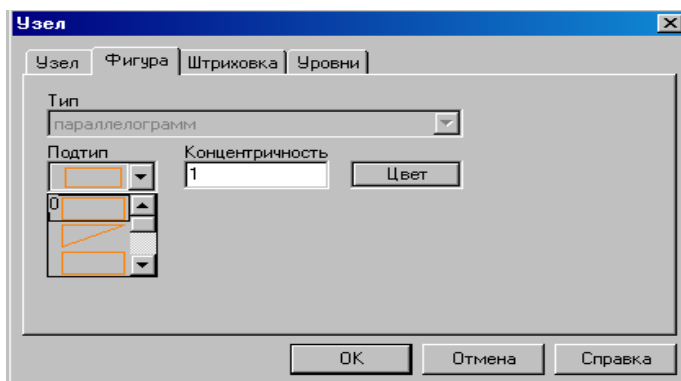 Узел
Узел Фигура Штриховка Уровни
Тип
параллелограмм
Подтип Концентричность
1 Цвет
0
OK Отмена Справка